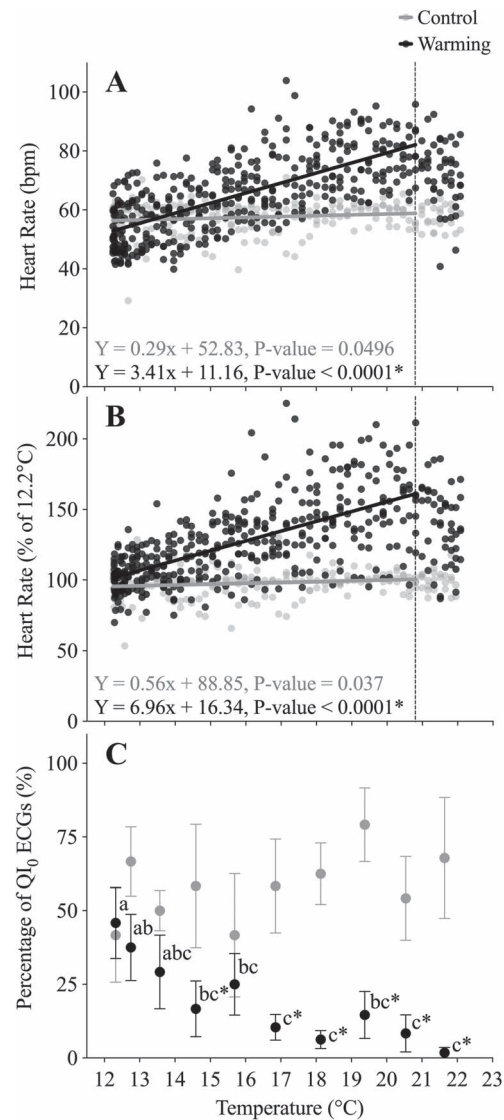 Control
Warming
A
100
80
60
40
20
0
Heart Rate (bpm)
Y = 0.29x + 52.83, P-value = 0.0496
Y = 3.41x + 11.16, P-value < 0.0001*
B
200
150
100
50
0
Heart Rate (% of 12.2°C)
Y = 0.56x + 88.85, P-value = 0.037
Y = 6.96x + 16.34, P-value < 0.0001*
C
100
75
50
25
0
Percentage of QI₀ ECGs (%)
a
ab
abc
bc*
bc
c*
c*
bc*
c*
c*
12 13 14 15 16 17 18 19 20 21 22 23
Temperature (°C)